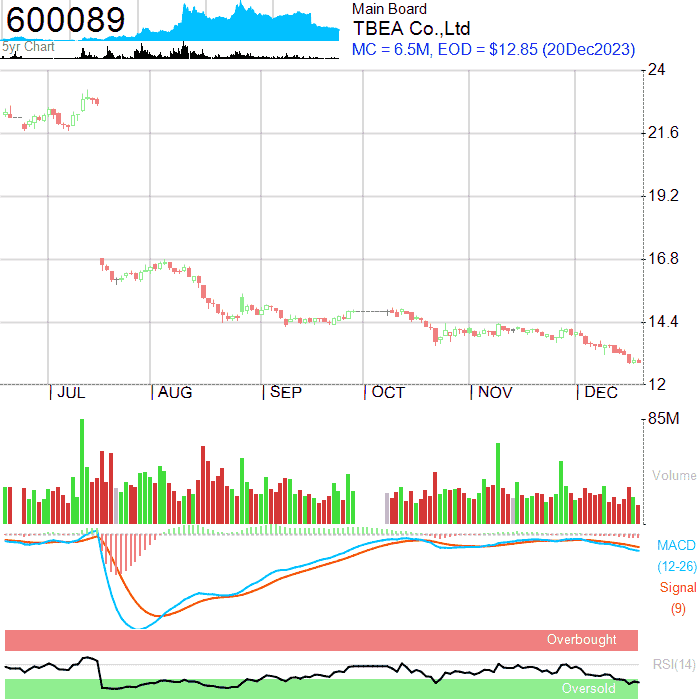 600089
5yr Chart
Main Board
TBEA Co.,Ltd
MC = 6.5M, EOD = $12.85 (20Dec2023)
24
21.6
19.2
16.8
14.4
12
JUL AUG SEP OCT NOV DEC
85M
Volume
MACD
(12-26)
Signal
(9)
Overbought
RSI(14)
Oversold